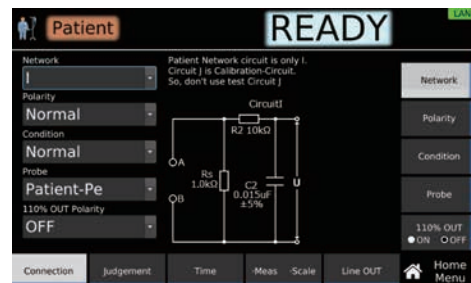 LAN
Patient
READY
Network
I
Polarity
Normal
Condition
Normal
Probe
Patient-Pe
110% OUT Polarity
OFF
Patient Network circuit is only I.
Circuit J is Calibration-Circuit.
So, don't use test Circuit J
CircuitI
R2 10kΩ
A
Rs
1.0kΩ
B
C2
0.015uF
±5%
U
Network
Polarity
Condition
Probe
110% OUT
ON OFF
Connection
Judgement
Time
-Meas -Scale
Line OUT
Home
Menu